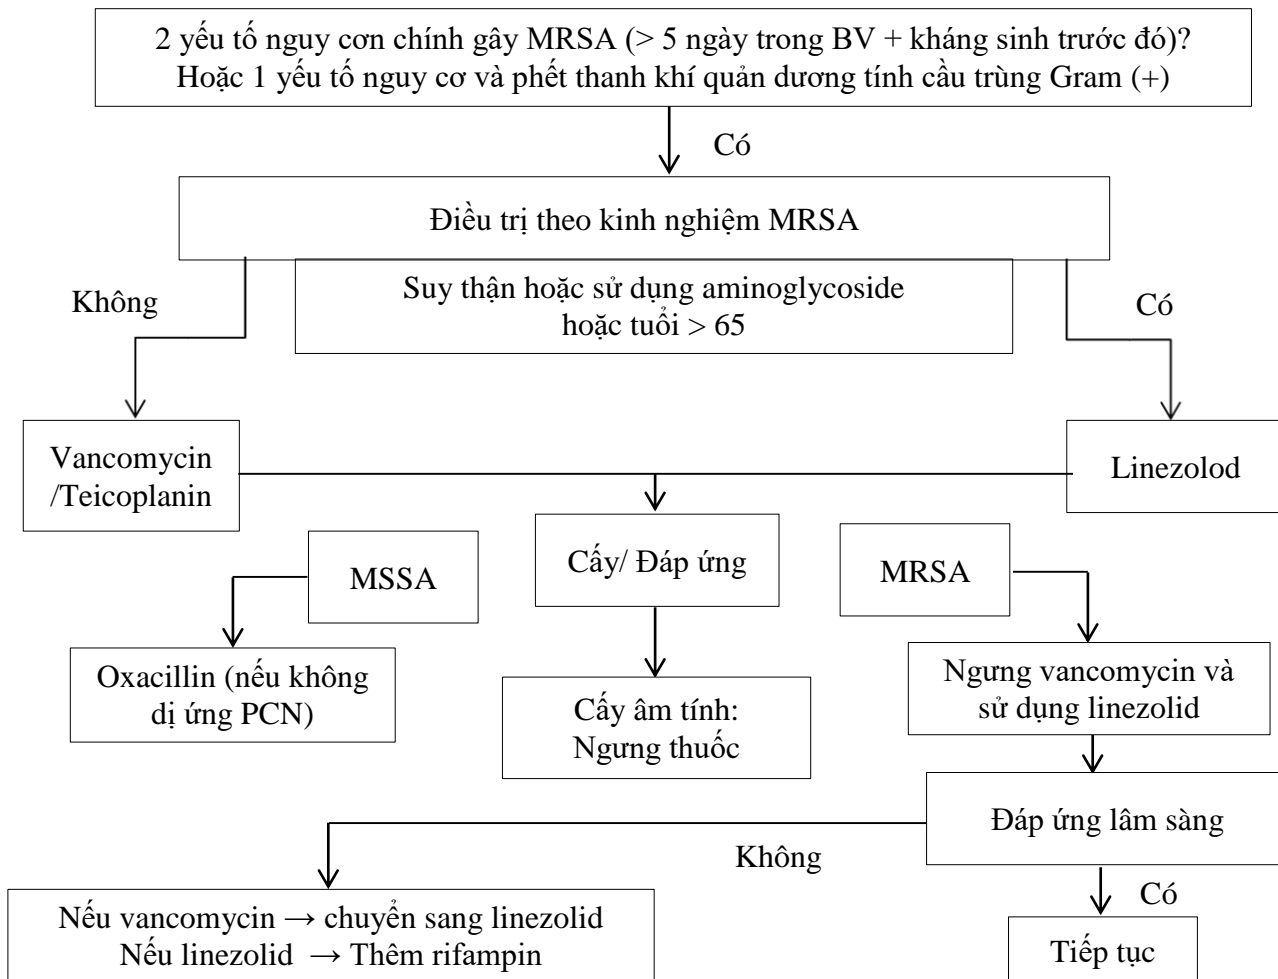 2 yếu tố nguy cơn chính gây MRSA (> 5 ngày trong BV + kháng sinh trước đó)?
Hoặc 1 yếu tố nguy cơ và phết thanh khí quản dương tính cầu trùng Gram (+)
Có
Điều trị theo kinh nghiệm MRSA
Không
Suy thận hoặc sử dụng aminoglycoside
hoặc tuổi > 65
Có
Vancomycin
/Teicoplanin
Linezolod
MSSA
Cấy/ Đáp ứng
MRSA
Oxacillin (nếu không
dị ứng PCN)
Cấy âm tính:
Ngưng thuốc
Ngưng vancomycin và
sử dụng linezolid
Đáp ứng lâm sàng
Không
Có
Nếu vancomycin → chuyển sang linezolid
Nếu linezolid → Thêm rifampin
Tiếp tục